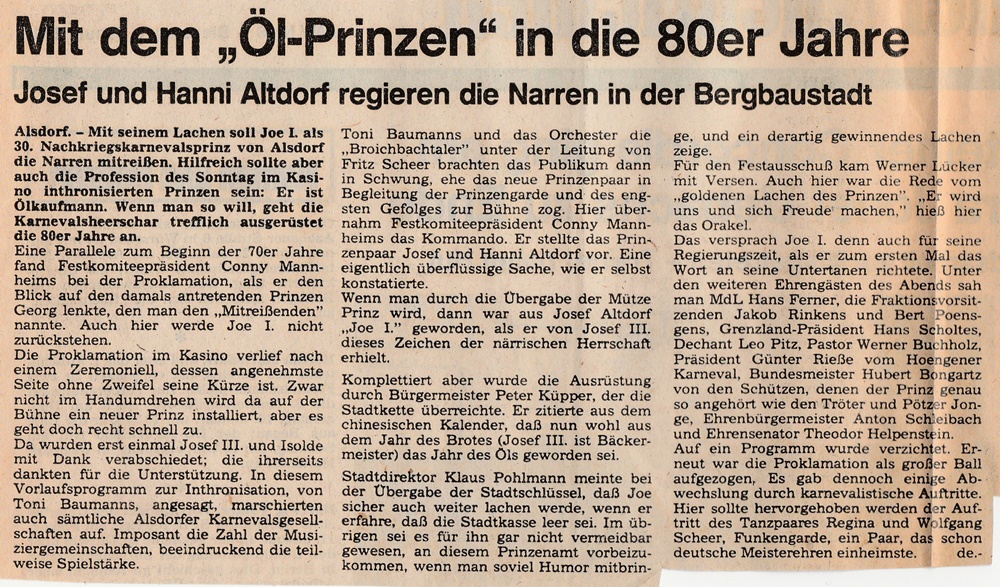 Mit dem „Öl-Prinzen“ in die 80er Jahre
Josef und Hanni Altdorf regieren die Narren in der Bergbaustadt
Alsdorf. – Mit seinem Lachen soll Joe I. als
30. Nachkriegskarnevalsprinz von Alsdorf
die Narren mitreißen. Hilfreich sollte aber
auch die Profession des Sonntag im Kasi-
no inthronisierten Prinzen sein: Er ist
Ölkaufmann. Wenn man so will, geht die
Karnevalsheerschar trefflich ausgerüstet
die 80er Jahre an.
Eine Parallele zum Beginn der 70er Jahre
fand Festkomiteepräsident Conny Mann-
heims bei der Proklamation, als er den
Blick auf den damals antretenden Prinzen
Georg lenkte, den man den „Mitreißenden“
nannte. Auch hier werde Joe I. nicht
zurückstehen.
Die Proklamation im Kasino verlief nach
einem Zeremoniell, dessen angenehmste
Seite ohne Zweifel seine Kürze ist. Zwar
nicht im Handumdrehen wird da auf der
Bühne ein neuer Prinz installiert, aber es
geht doch recht schnell zu.
Da wurden erst einmal Josef III. und Isolde
mit Dank verabschiedet; die ihrerseits
dankten für die Unterstützung. In diesem
Vorlaufsprogramm zur Inthronisation, von
Toni Baumanns, angesagt, marschierten
auch sämtliche Alsdorfer Karnevalsgesell-
schaften auf. Imposant die Zahl der Musi-
ziergemeinschaften, beeindruckend die teil-
weise Spielstärke.
Toni Baumanns und das Orchester die
„Broichbachtaler“ unter der Leitung von
Fritz Scheer brachten das Publikum dann
in Schwung, ehe das neue Prinzenpaar in
Begleitung der Prinzengarde und des eng-
sten Gefolges zur Bühne zog. Hier über-
nahm Festkomiteepräsident Conny Mann-
heims das Kommando. Er stellte das Prin-
zenpaar Josef und Hanni Altdorf vor. Eine
eigentlich überflüssige Sache, wie er selbst
konstatierte.
Wenn man durch die Übergabe der Mütze
Prinz wird, dann war aus Josef Altdorf
„Joe I.“ geworden, als er von Josef III.
dieses Zeichen der närrischen Herrschaft
erhielt.
Komplettiert aber wurde die Ausrüstung
durch Bürgermeister Peter Küpper, der die
Stadtkette überreichte. Er zitierte aus dem
chinesischen Kalender, daß nun wohl aus
dem Jahr des Brotes (Josef III. ist Bäcker-
meister) das Jahr des Öls geworden sei.
Stadtdirektor Klaus Pohlmann meinte bei
der Übergabe der Stadtschlüssel, daß Joe
sicher auch weiter lachen werde, wenn er
erfahre, daß die Stadtkasse leer sei. Im üb-
rigen sei es für ihn gar nicht vermeidbar
gewesen, an diesem Prinzenamt vorbeizu-
kommen, wenn man soviel Humor mitbrin-
ge, und ein derartig gewinnendes Lachen
zeige.
Für den Festausschuß kam Werner Lücker
mit Versen. Auch hier war die Rede vom
„goldenen Lachen des Prinzen“. „Er wird
uns und sich Freude machen,“ hieß hier
das Orakel.
Das versprach Joe I. denn auch für seine
Regierungszeit, als er zum ersten Mal das
Wort an seine Untertanen richtete. Unter
den weiteren Ehrengästen des Abends sah
man MdL Hans Ferner, die Fraktionsvorsit-
zenden Jakob Rinkens und Bert Poens-
gens, Grenzland-Präsident Hans Scholtes,
Dechant Leo Pitz, Pastor Werner Buchholz,
Präsident Günter Rieße vom Hoengener
Karneval, Bundesmeister Hubert Bongartz
von den Schützen, denen der Prinz genau
so angehört wie den Tröter und Pötzer Jon-
ge, Ehrenbürgermeister Anton Schleibach
und Ehrensenator Theodor Helpenstein.
Auf ein Programm wurde verzichtet. Er-
neut war die Proklamation als großer Ball
aufgezogen, Es gab dennoch einige Ab-
wechslung durch karnevalistische Auftritte.
Hier sollte hervorgehoben werden der Auf-
tritt des Tanzpaares Regina und Wolfgang
Scheer, Funkengarde, ein Paar, das schon
deutsche Meisterehren einheimste. de.-